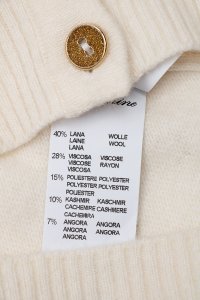 40% LANA WOLLE
LAINE WOOL
LANA
28% VISCOSA VISCOSE
VISCOSE RAYON
VISCOSA
15% POLIESTERE POLYESTER
POLYESTER POLYESTER
POLIESTER
10% KASHMIR KASCHMIR
CACHEMIRE CASHMERE
CACHEMIRA
7% ANGORA ANGORA
ANGORA ANGORA
ANGORA